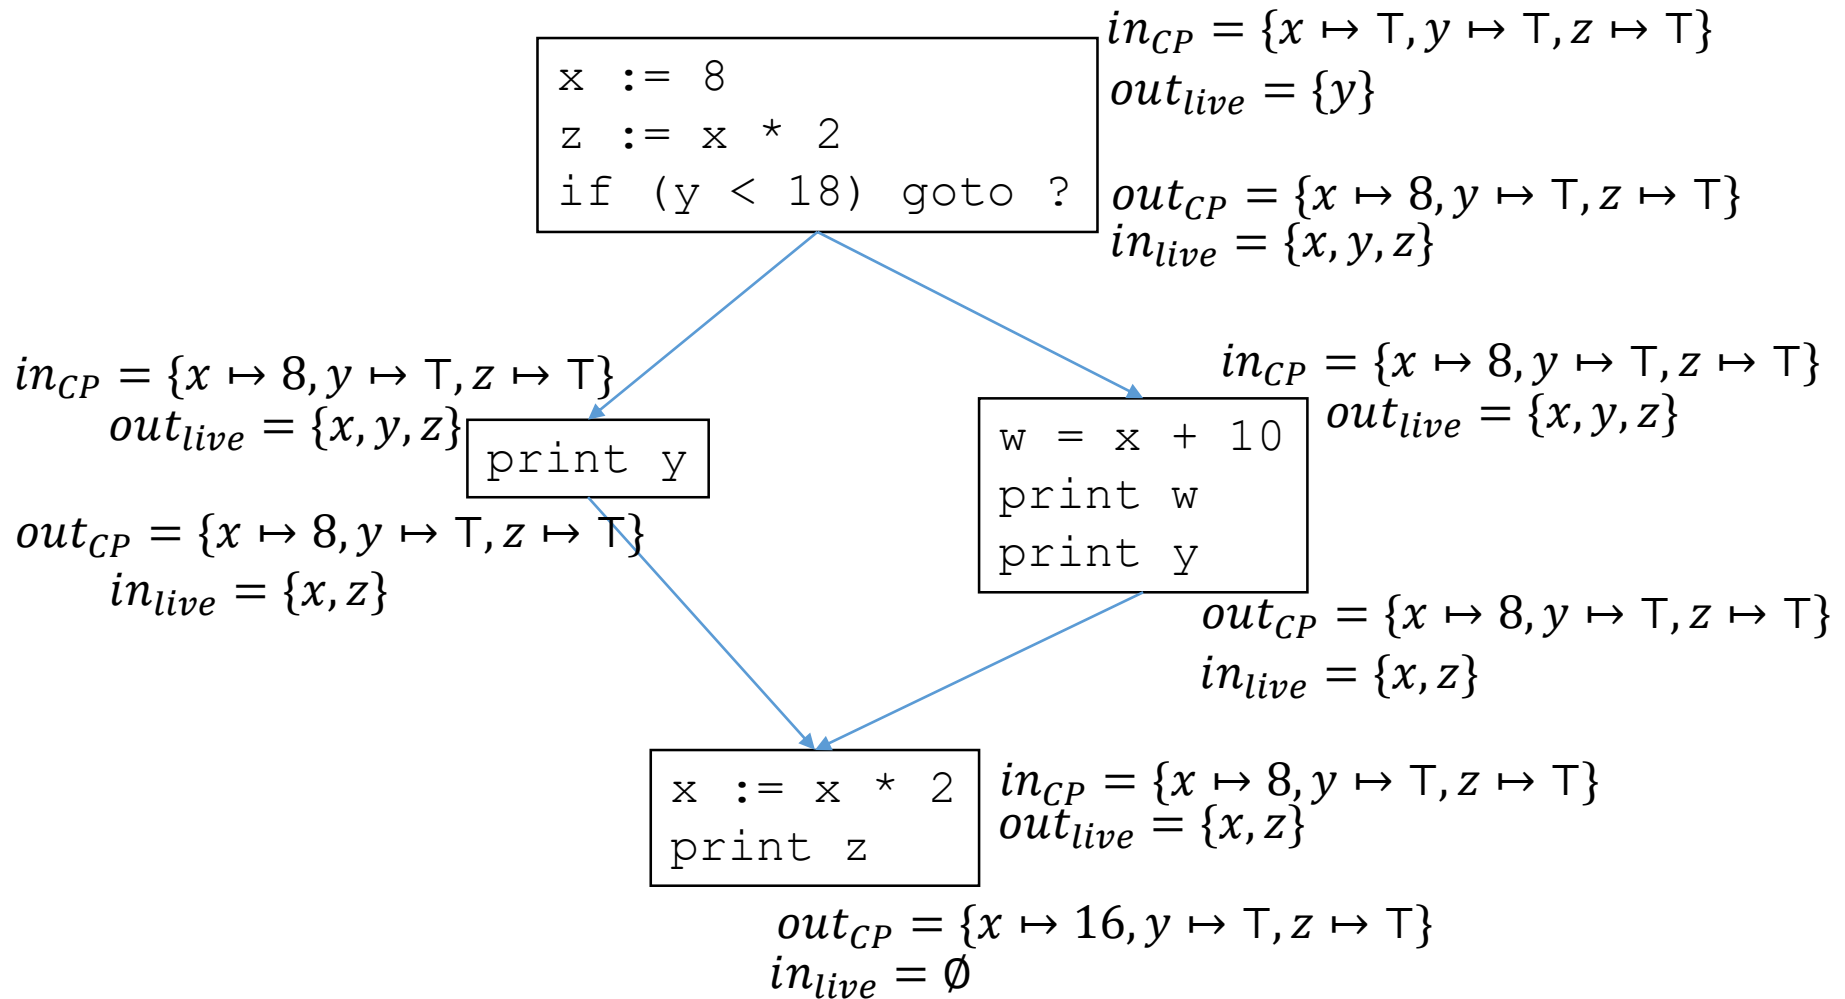 in_CP = {x ↦ ⊤, y ↦ ⊤, z ↦ ⊤}
out_live = {y}
x := 8
z := x * 2
if (y < 18) goto ?
out_CP = {x ↦ 8, y ↦ ⊤, z ↦ ⊤}
in_live = {x, y, z}
in_CP = {x ↦ 8, y ↦ ⊤, z ↦ ⊤}
out_live = {x, y, z}
print y
out_CP = {x ↦ 8, y ↦ ⊤, z ↦ ⊤}
in_live = {x, z}
in_CP = {x ↦ 8, y ↦ ⊤, z ↦ ⊤}
out_live = {x, y, z}
w = x + 10
print w
print y
out_CP = {x ↦ 8, y ↦ ⊤, z ↦ ⊤}
in_live = {x, z}
x := x * 2
print z
in_CP = {x ↦ 8, y ↦ ⊤, z ↦ ⊤}
out_live = {x, z}
out_CP = {x ↦ 16, y ↦ ⊤, z ↦ ⊤}
in_live = ∅